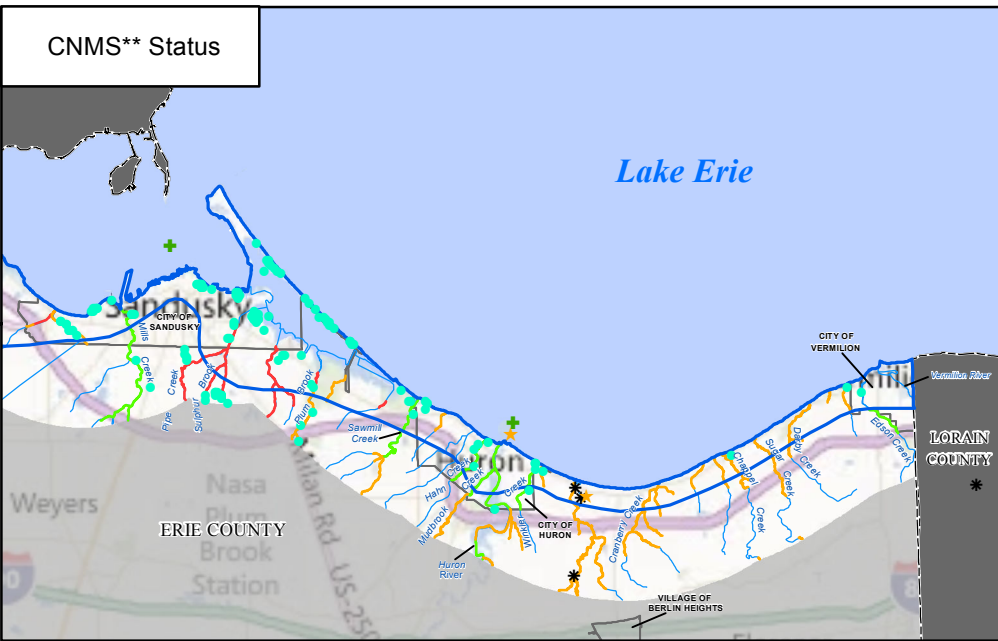 CNMS** Status
Lake Erie
Sandusky
CITY OF
SANDUSKY
Mills
Creek
Pipe
Creek
Sulphur
Brook
Plum
Brook
Sawmill
Creek
CITY OF
VERMILION
Vermilion River
Edson Creek
LORAIN
COUNTY
Darby Creek
Sugar
Creek
Chappel
Creek
Cranberry Creek
Huron
Hahn
Creek
Mudbrook
Creek
Winkler
Creek
CITY OF
HURON
Huron
River
Weyers
Nasa
Plum
Brook
Station
ERIE COUNTY
Rd
US-250
VILLAGE OF
BERLIN HEIGHTS